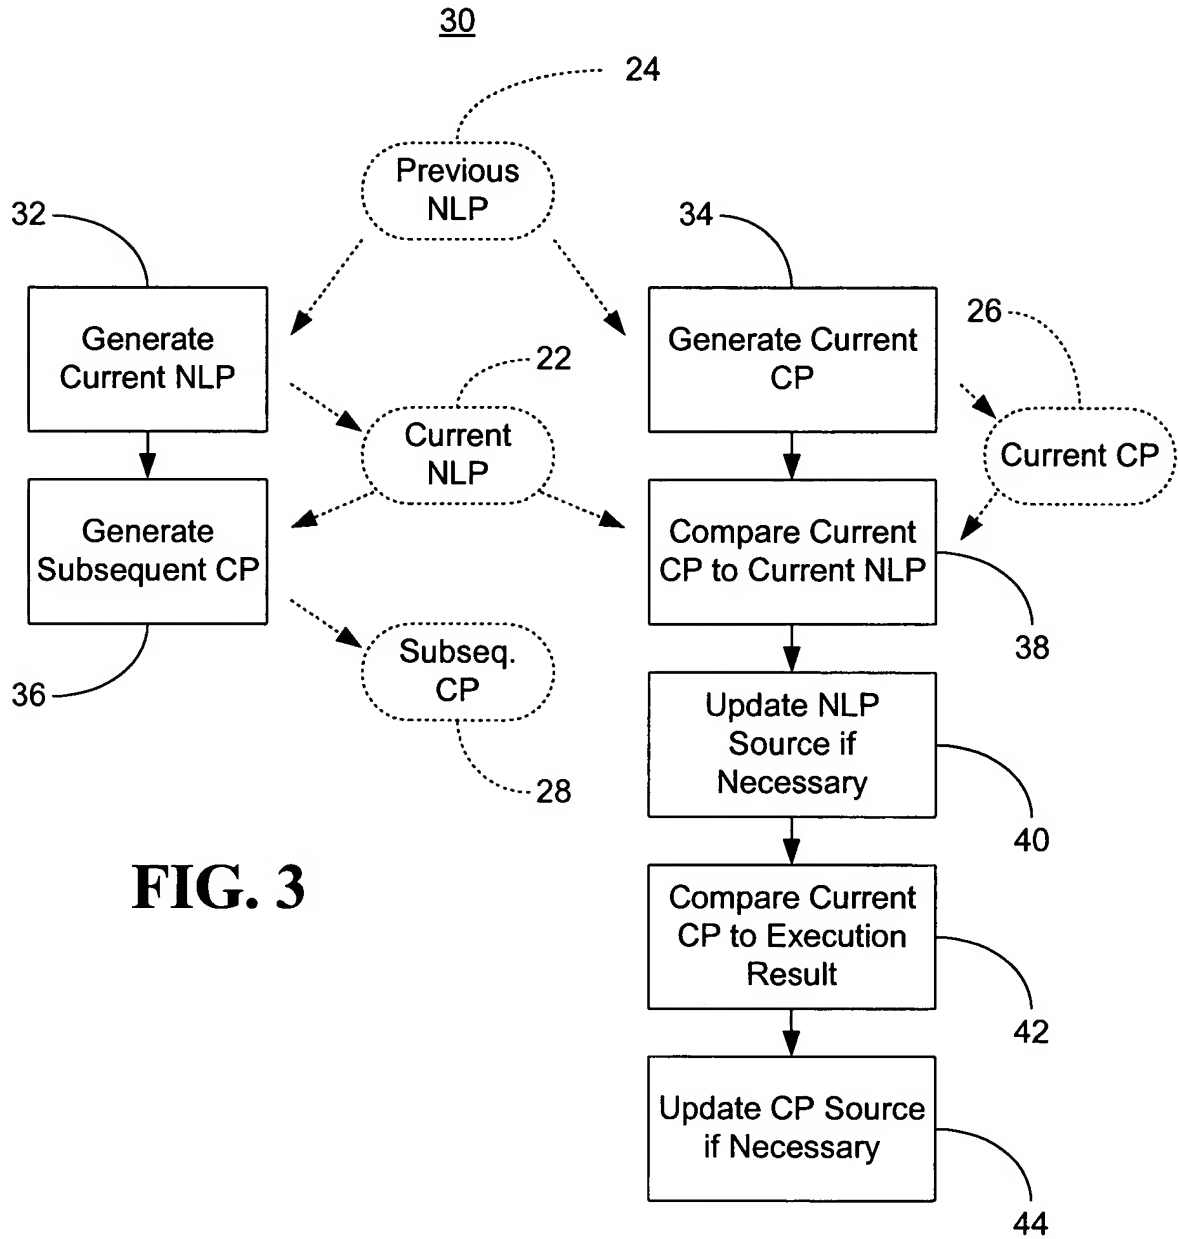 30
24
Previous
NLP
32
34
26
Generate
Current NLP
22
Generate Current
CP
Current
NLP
Current CP
Generate
Subsequent CP
Compare Current
CP to Current NLP
38
36
Subseq.
CP
28
Update NLP
Source if
Necessary
40
FIG. 3
Compare Current
CP to Execution
Result
42
Update CP Source
if Necessary
44